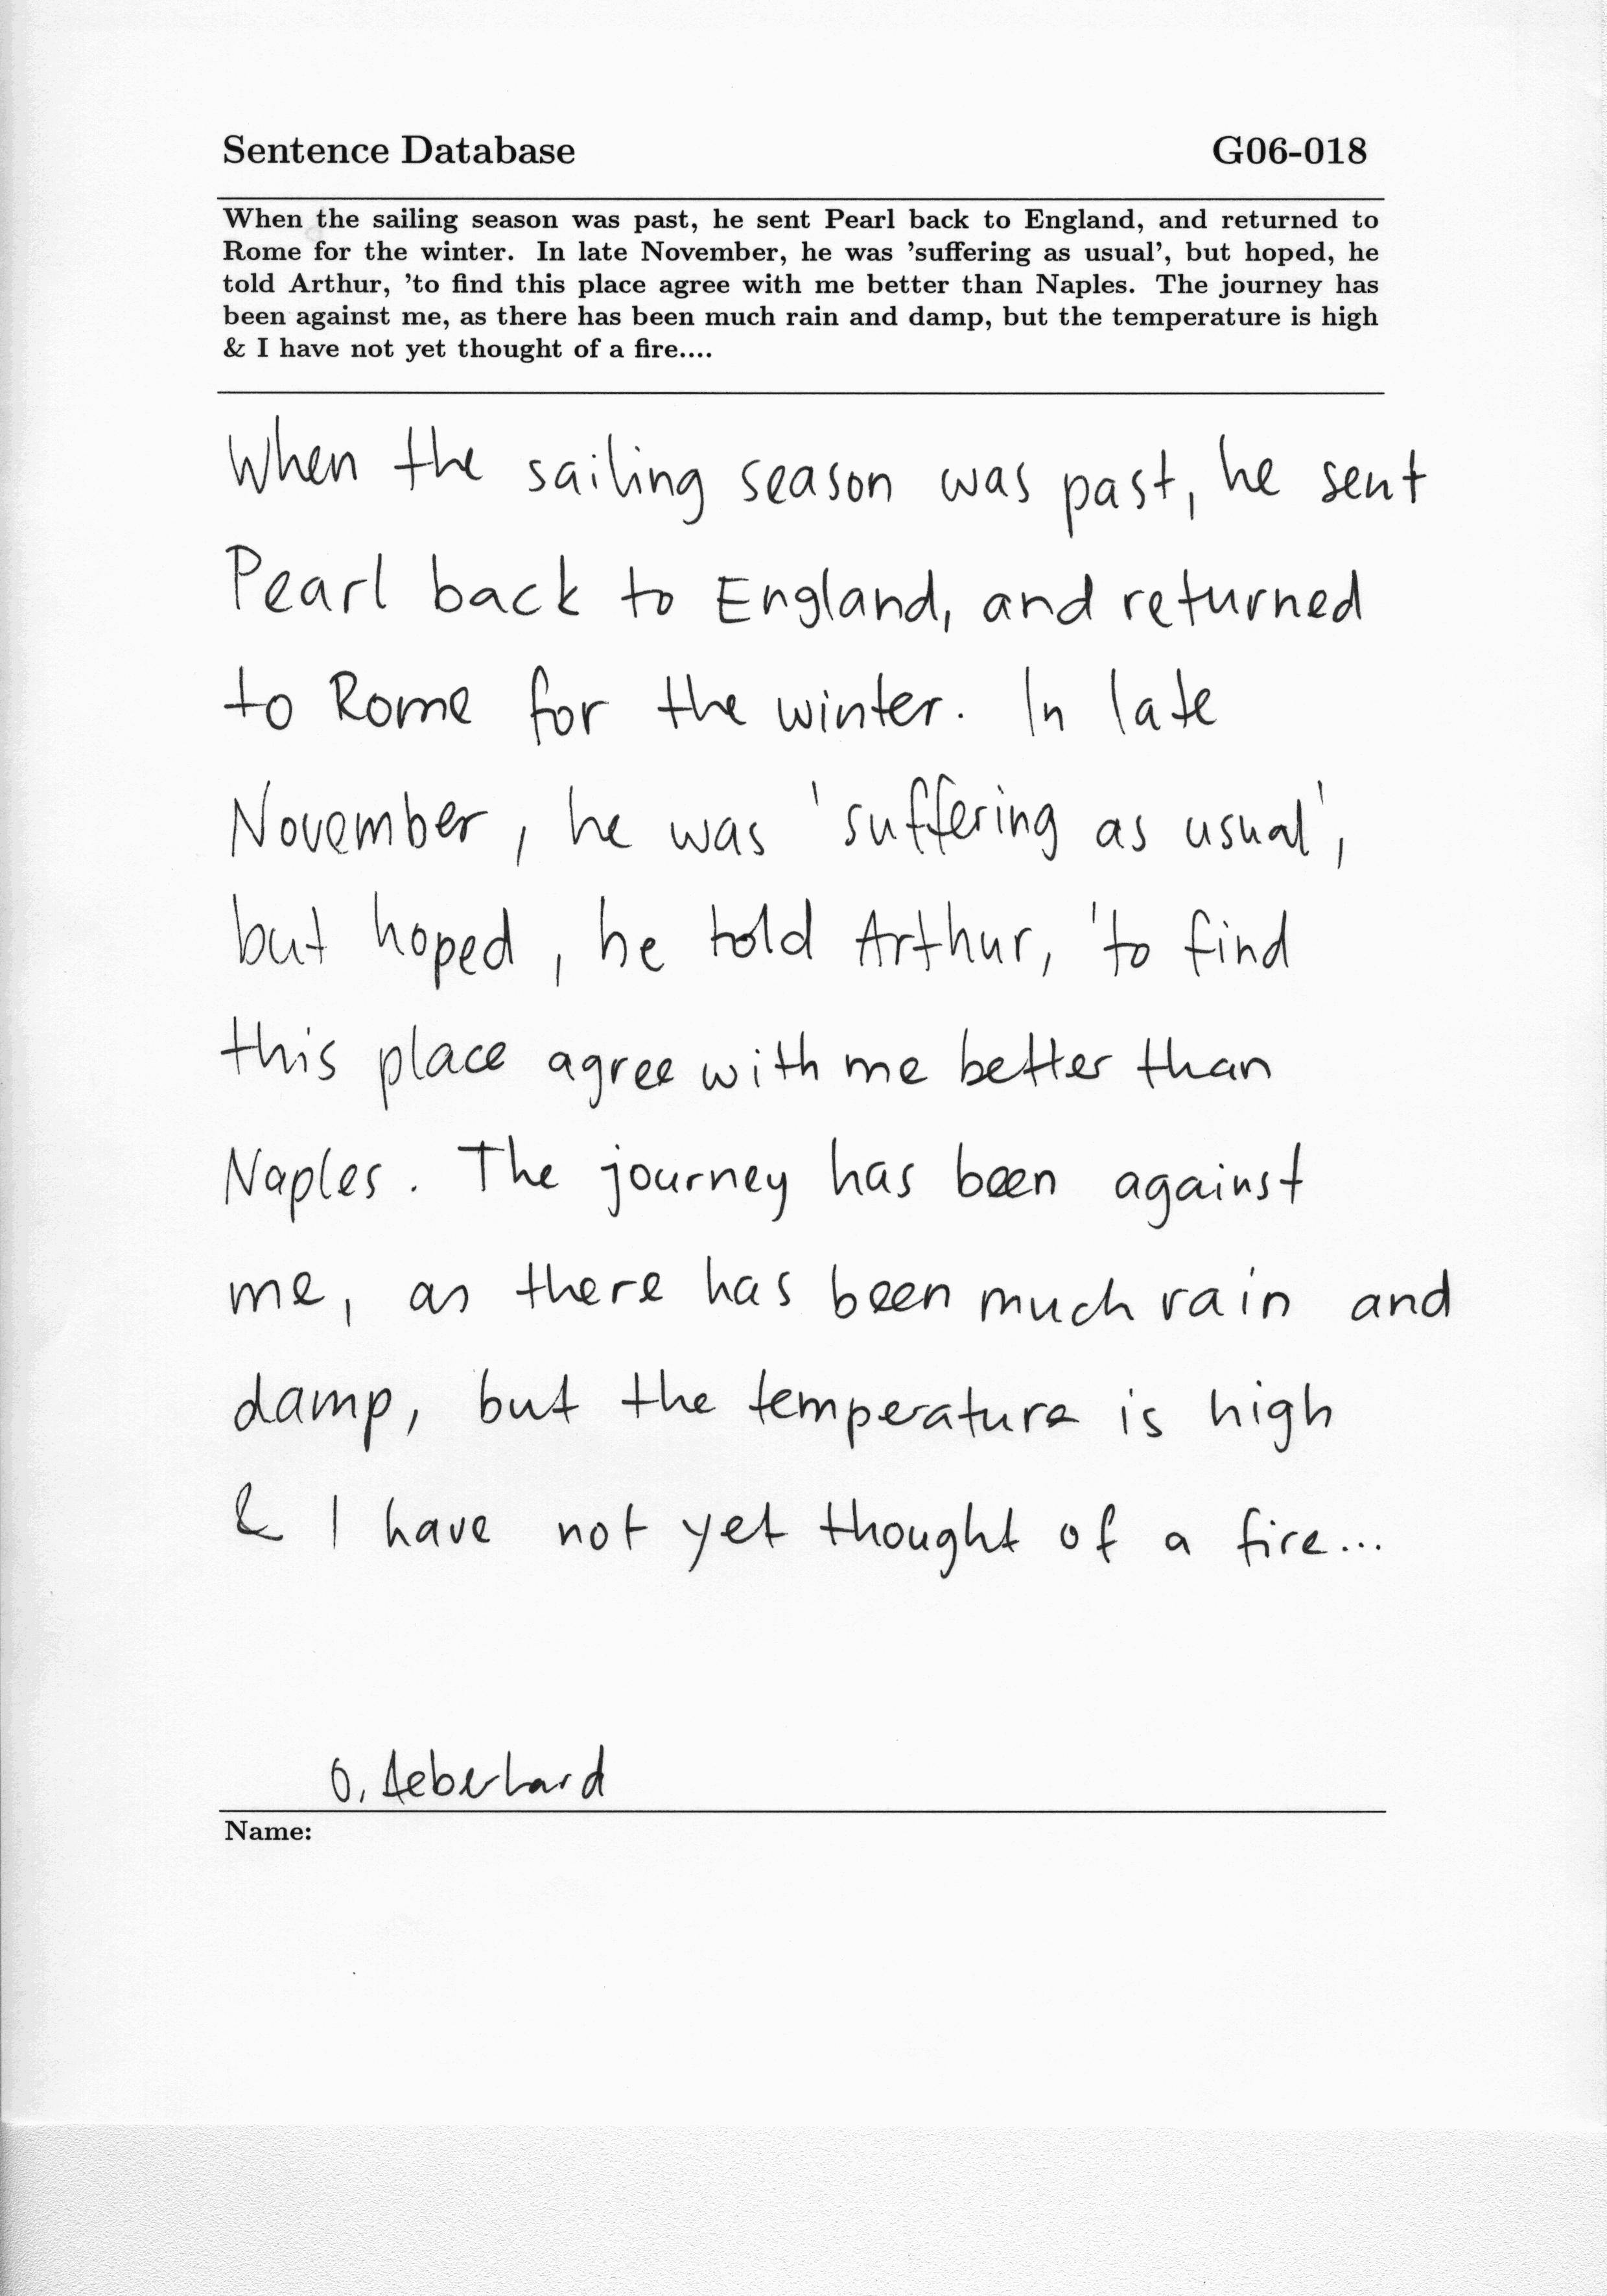 Sentence Database G06-018
When the sailing season was past, he sent Pearl back to England, and returned to
Rome for the winter. In late November, he was 'suffering as usual', but hoped, he
told Arthur, 'to find this place agree with me better than Naples. The journey has
been against me, as there has been much rain and damp, but the temperature is high
& I have not yet thought of a fire....
When the sailing season was past, he sent
Pearl back to England, and returned
to Rome for the winter. In late
November, he was 'suffering as usual',
but hoped, he told Arthur, 'to find
this place agree with me better than
Naples. The journey has been against
me, as there has been much rain and
damp, but the temperature is high
& I have not yet thought of a fire...
O. Aeberhard
Name: